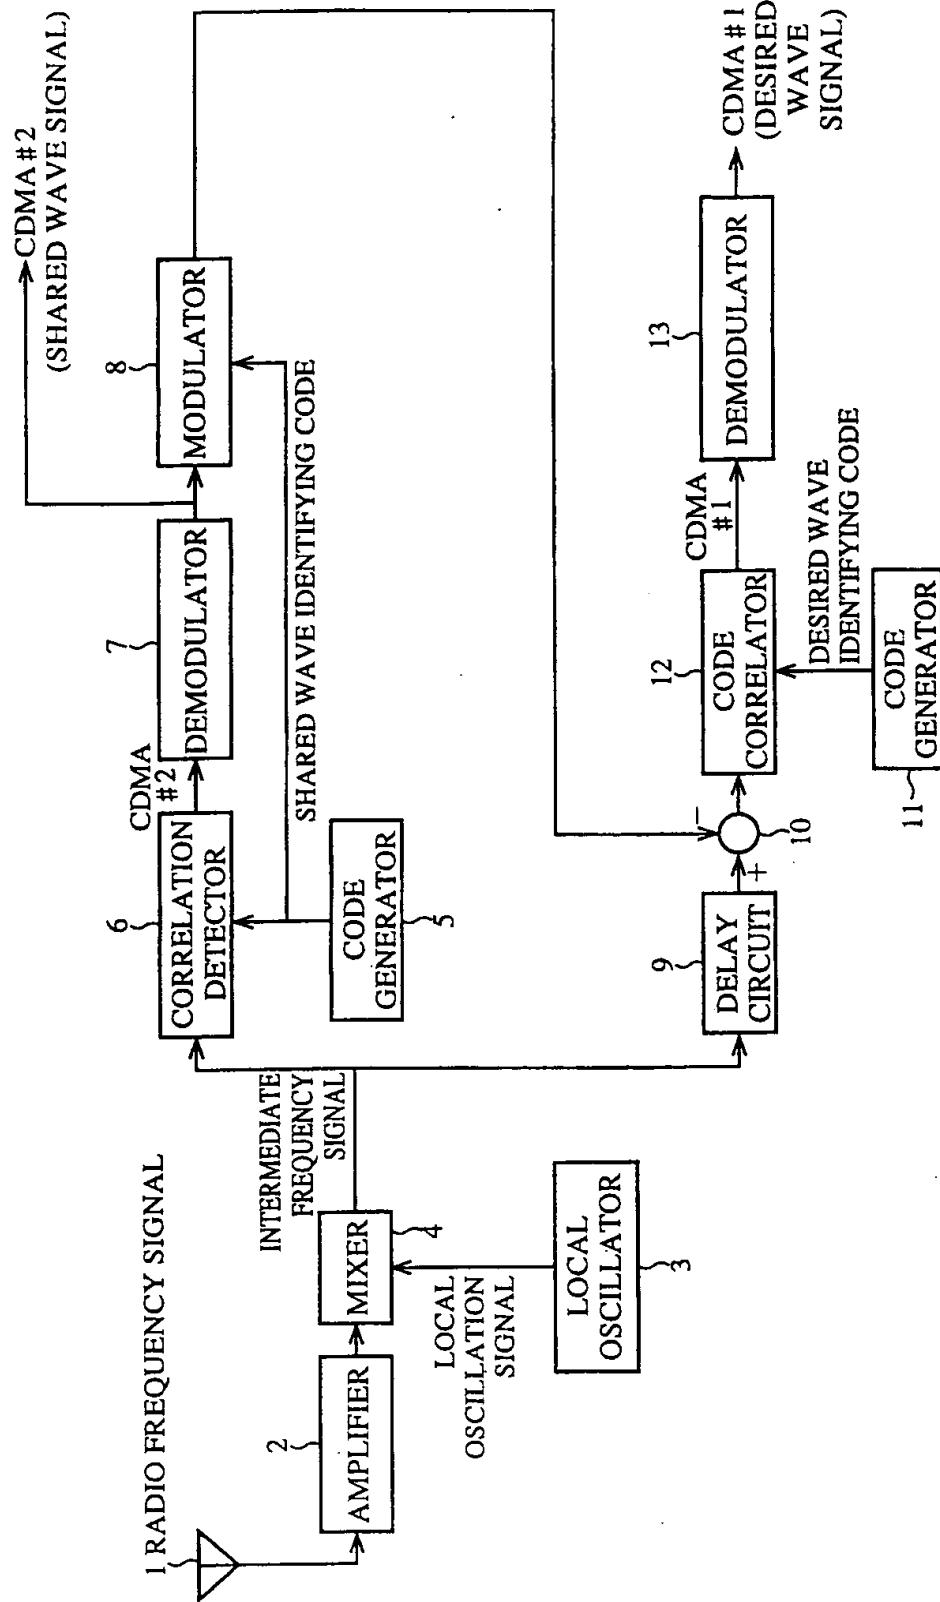 1 RADIO FREQUENCY SIGNAL
2
AMPLIFIER
MIXER
4
LOCAL
OSCILLATION
SIGNAL
LOCAL
OSCILLATOR
3
INTERMEDIATE
FREQUENCY
SIGNAL
6
CORRELATION
DETECTOR
CODE
GENERATOR
5
SHARED WAVE IDENTIFYING CODE
CDMA
#2
7
DEMODULATOR
8
MODULATOR
CDMA #2
(SHARED WAVE SIGNAL)
9
DELAY
CIRCUIT
+
−
10
12
CODE
CORRELATOR
CODE
GENERATOR
11
DESIRED WAVE
IDENTIFYING CODE
CDMA
#1
13
DEMODULATOR
CDMA #1
(DESIRED
WAVE
SIGNAL)